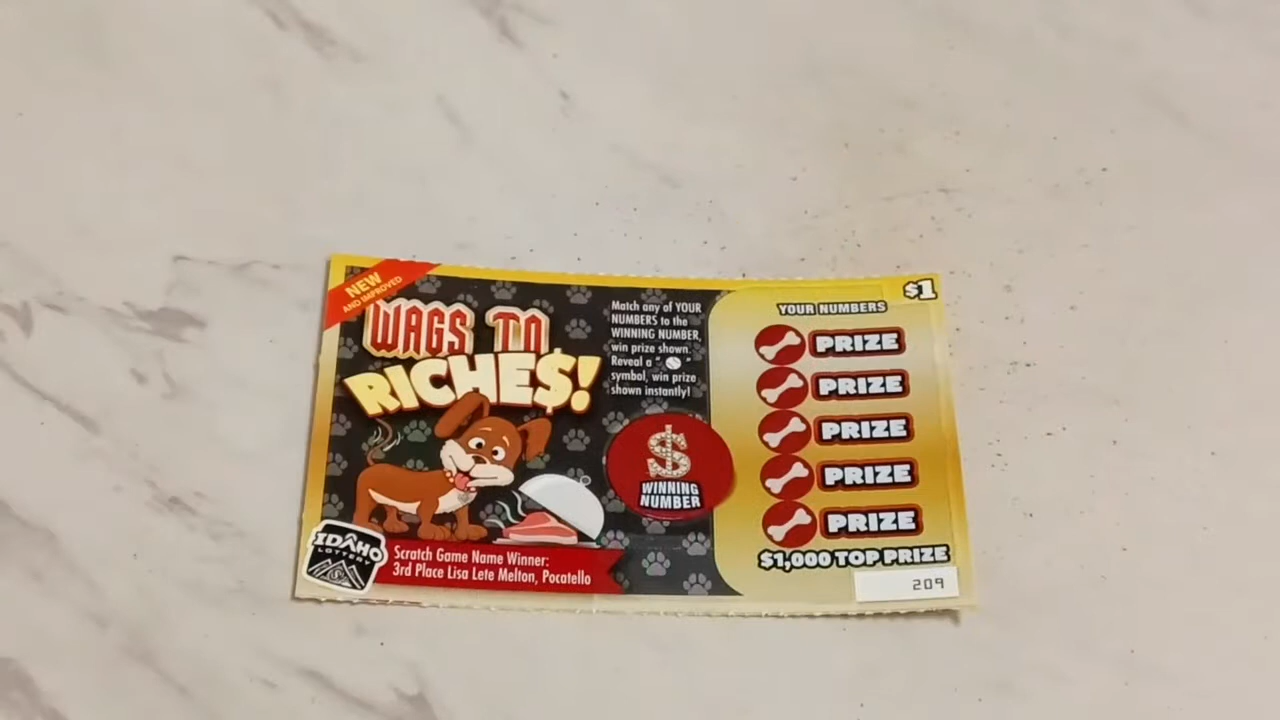 NEW
AND IMPROVED
WAGS TO
RICHE$!
Match any of YOUR
NUMBERS to the
WINNING NUMBER,
win prize shown.
Reveal a " "
symbol, win prize
shown instantly!
$
WINNING
NUMBER
$1
YOUR NUMBERS
PRIZE
PRIZE
PRIZE
PRIZE
PRIZE
$1,000 TOP PRIZE
209
IDAHO
LOTTERY
Scratch Game Name Winner:
3rd Place Lisa Lete Melton, Pocatello